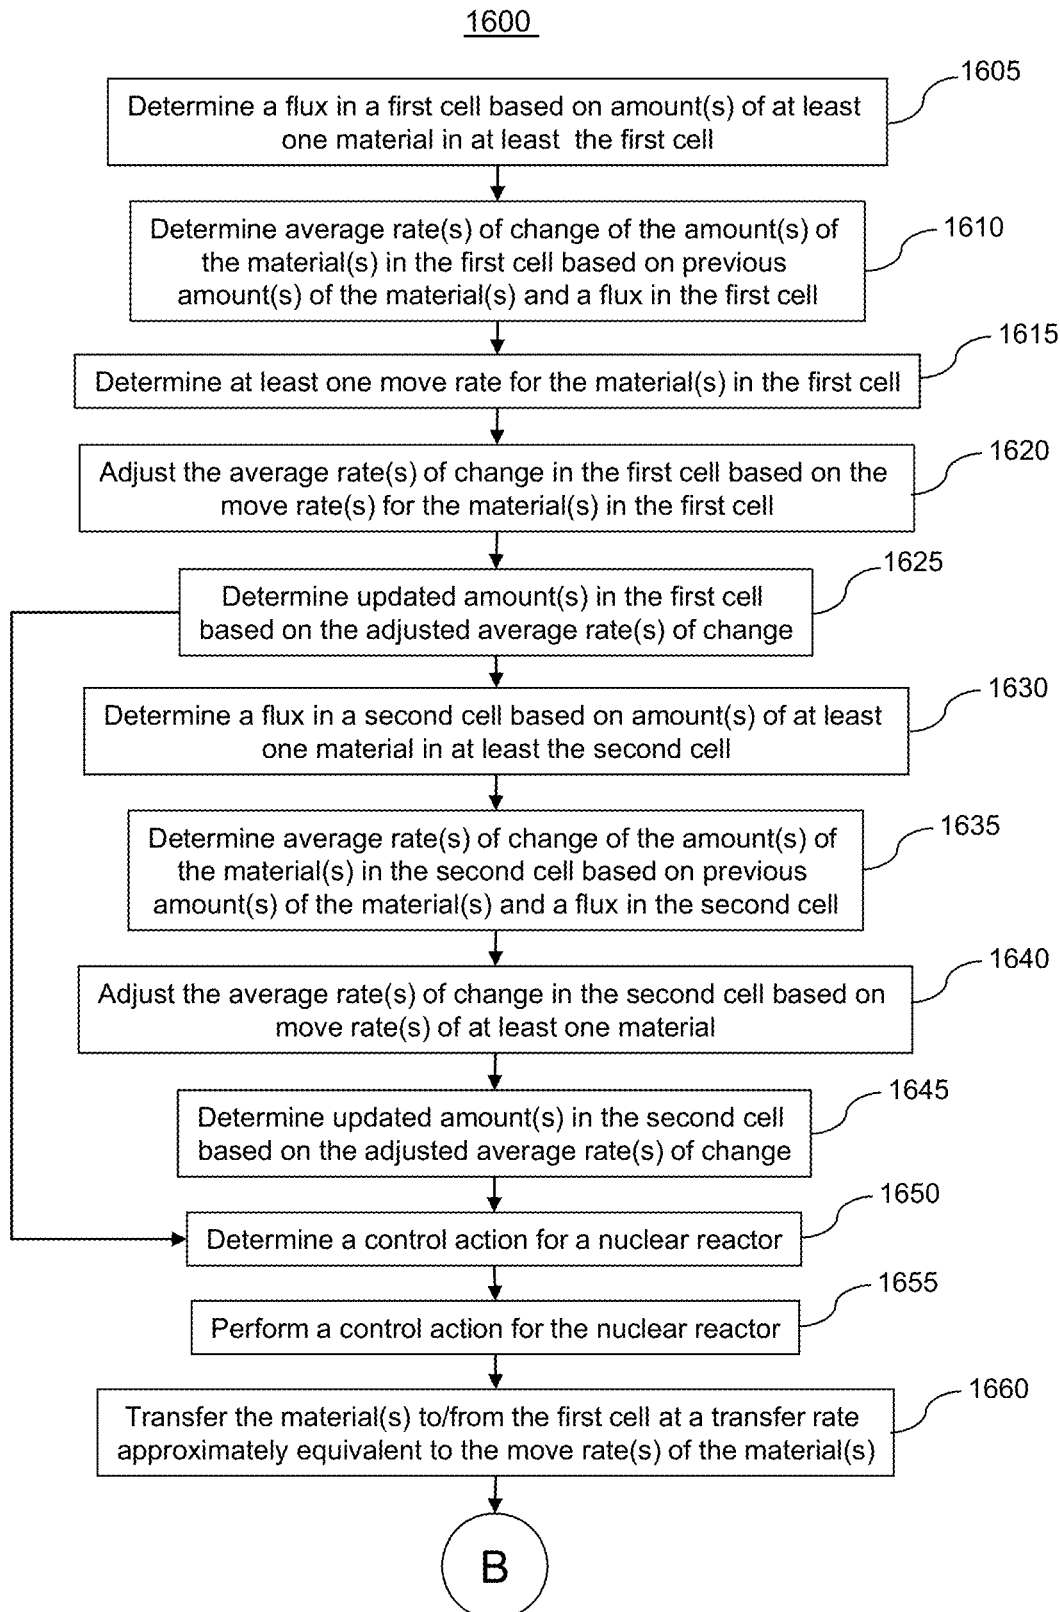 1600
1605
Determine a flux in a first cell based on amount(s) of at least
one material in at least the first cell
1610
Determine average rate(s) of change of the amount(s) of
the material(s) in the first cell based on previous
amount(s) of the material(s) and a flux in the first cell
1615
Determine at least one move rate for the material(s) in the first cell
1620
Adjust the average rate(s) of change in the first cell based on the
move rate(s) for the material(s) in the first cell
1625
Determine updated amount(s) in the first cell
based on the adjusted average rate(s) of change
1630
Determine a flux in a second cell based on amount(s) of at least
one material in at least the second cell
1635
Determine average rate(s) of change of the amount(s) of
the material(s) in the second cell based on previous
amount(s) of the material(s) and a flux in the second cell
1640
Adjust the average rate(s) of change in the second cell based on
move rate(s) of at least one material
1645
Determine updated amount(s) in the second cell
based on the adjusted average rate(s) of change
1650
Determine a control action for a nuclear reactor
1655
Perform a control action for the nuclear reactor
1660
Transfer the material(s) to/from the first cell at a transfer rate
approximately equivalent to the move rate(s) of the material(s)
B